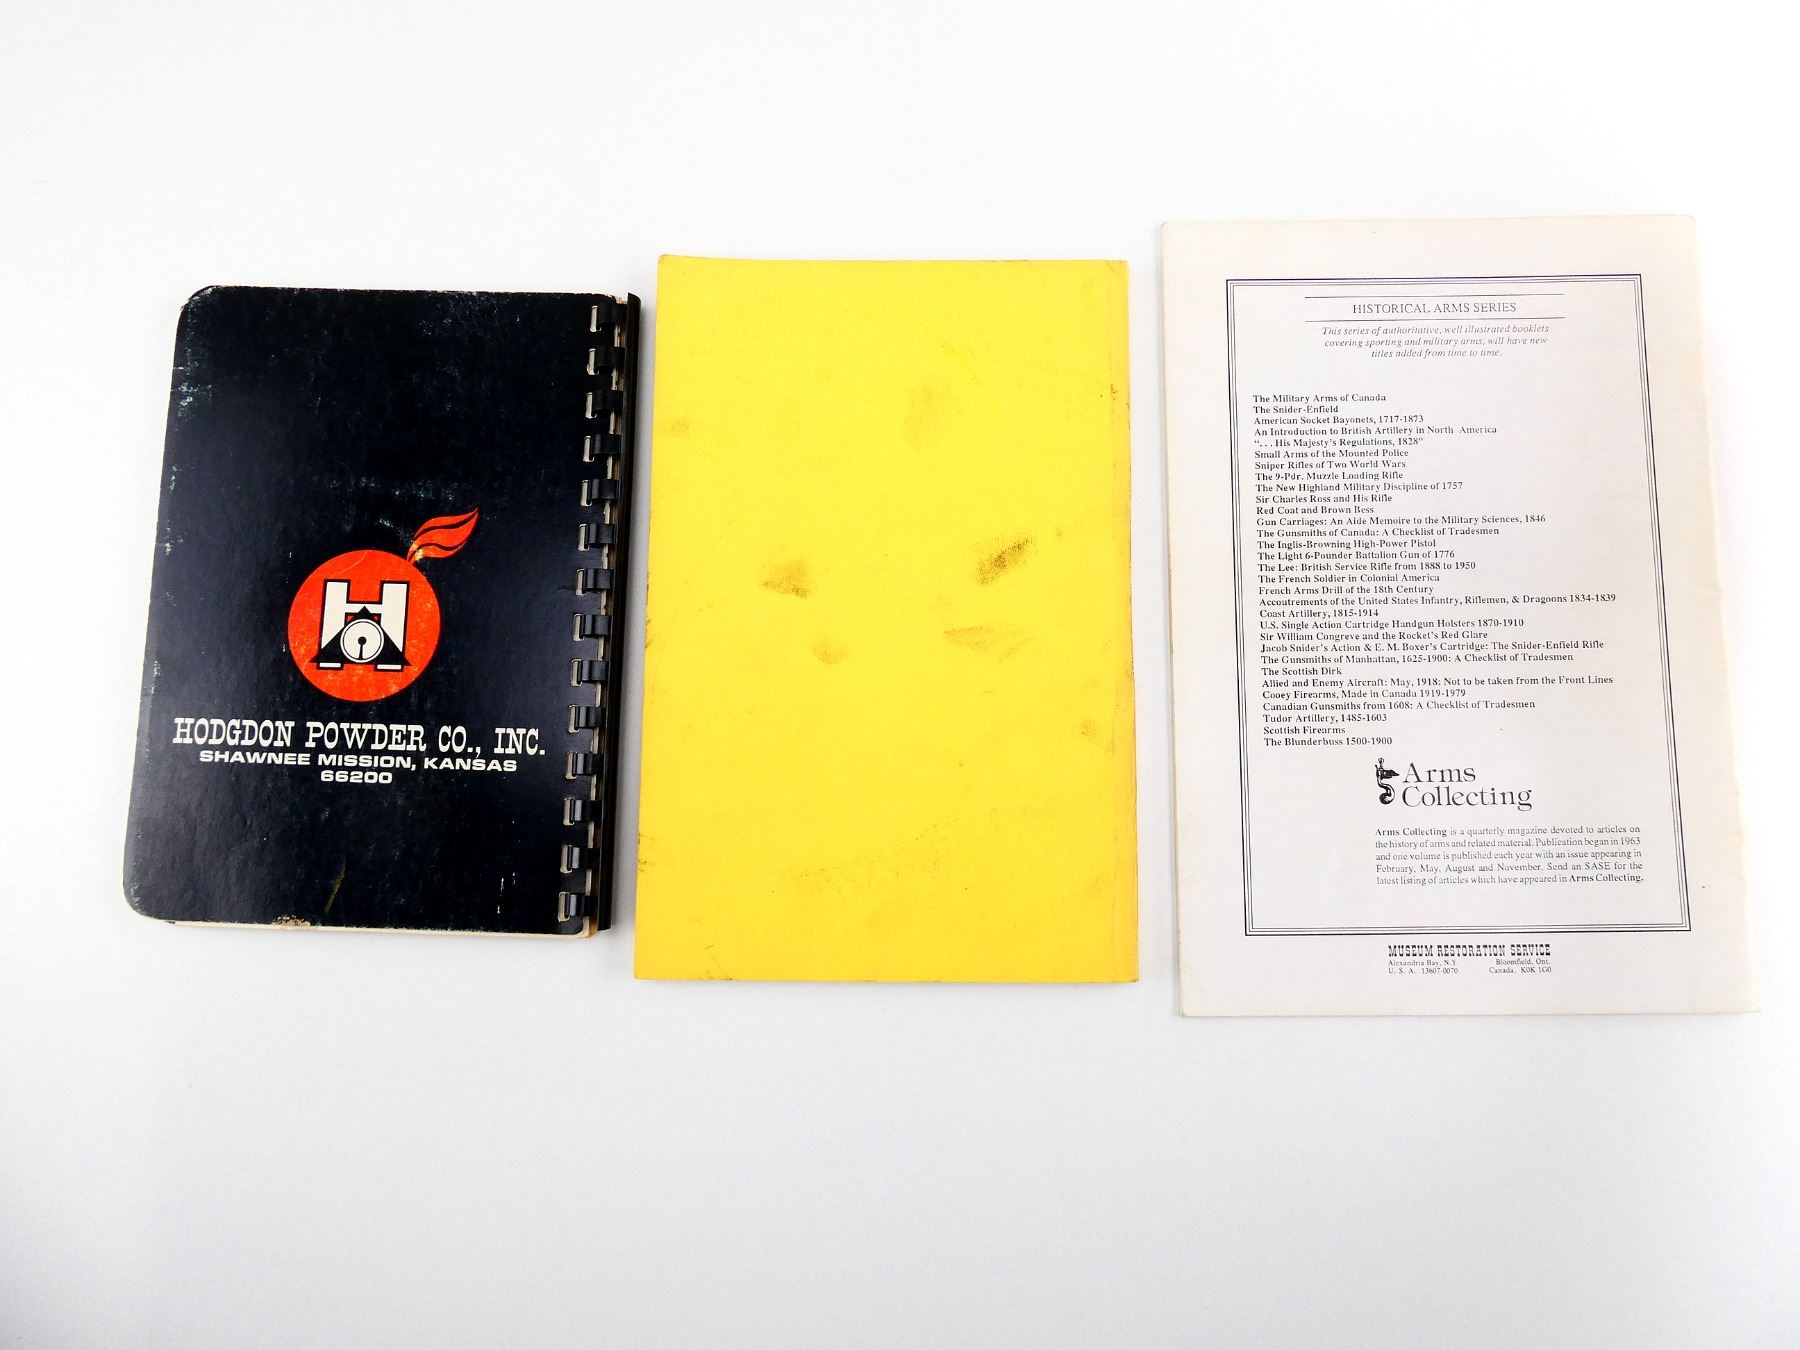 H
HODGDON POWDER CO., INC.
SHAWNEE MISSION, KANSAS
66200
HISTORICAL ARMS SERIES
This series of authoritative, well illustrated booklets
covering sporting and military arms, will have new
titles added from time to time.
The Military Arms of Canada
The Snider-Enfield
American Socket Bayonets, 1717-1873
An Introduction to British Artillery in North America
“. . . His Majesty's Regulations, 1828”
Small Arms of the Mounted Police
Sniper Rifles of Two World Wars
The 9-Pdr. Muzzle Loading Rifle
The New Highland Military Discipline of 1757
Sir Charles Ross and His Rifle
Red Coat and Brown Bess
Gun Carriages: An Aide Memoire to the Military Sciences, 1846
The Gunsmiths of Canada: A Checklist of Tradesmen
The Inglis-Browning High-Power Pistol
The Light 6-Pounder Battalion Gun of 1776
The Lee: British Service Rifle from 1888 to 1950
The French Soldier in Colonial America
French Arms Drill of the 18th Century
Accoutrements of the United States Infantry, Riflemen, & Dragoons 1834-1839
Coast Artillery, 1815-1914
U.S. Single Action Cartridge Handgun Holsters 1870-1910
Sir William Congreve and the Rocket's Red Glare
Jacob Snider's Action & E. M. Boxer's Cartridge: The Snider-Enfield Rifle
The Gunsmiths of Manhattan, 1625-1900: A Checklist of Tradesmen
The Scottish Dirk
Allied and Enemy Aircraft: May, 1918: Not to be taken from the Front Lines
Cooey Firearms, Made in Canada 1919-1979
Canadian Gunsmiths from 1608: A Checklist of Tradesmen
Tudor Artillery, 1485-1603
Scottish Firearms
The Blunderbuss 1500-1900
Arms
Collecting
Arms Collecting is a quarterly magazine devoted to articles on
the history of arms and related material. Publication began in 1963
and one volume is published each year with an issue appearing in
February, May, August and November. Send an SASE for the
latest listing of articles which have appeared in Arms Collecting.
MUSEUM RESTORATION SERVICE
Alexandria Bay, N.Y Bloomfield, Ont.
U. S. A. 13607-0070 Canada, K0K 1G0